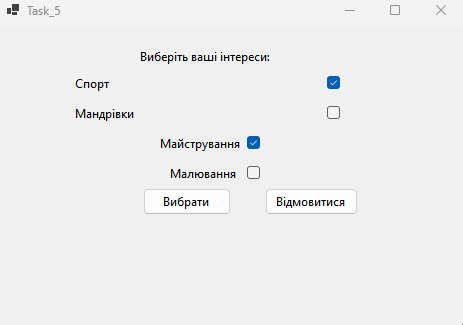 Task_5
Виберіть ваші інтереси:
Спорт
Мандрівки
Майстрування
Малювання
Вибрати Відмовитися